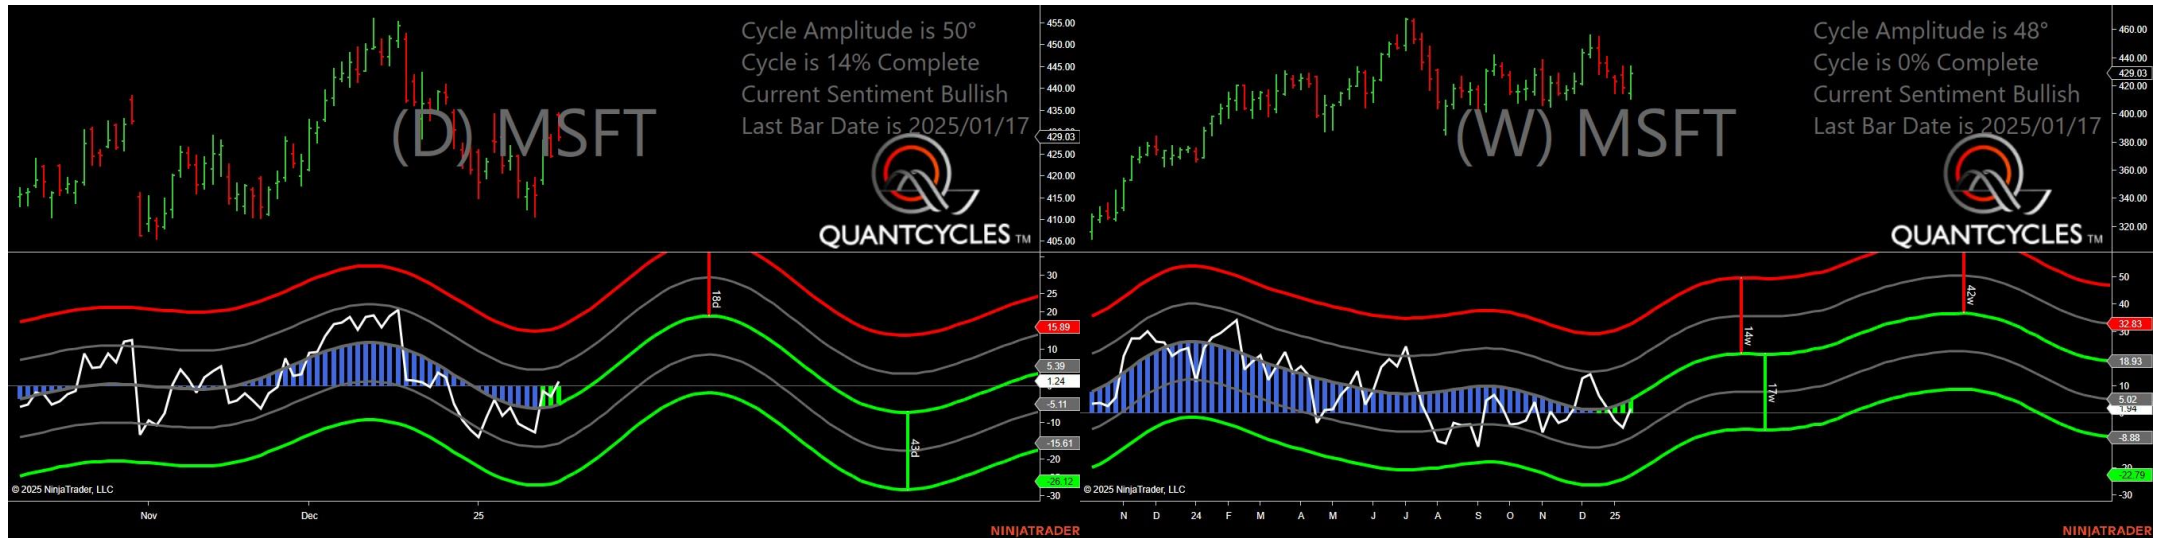 Cycle Amplitude is 50°
Cycle is 14% Complete
Current Sentiment Bullish
Last Bar Date is 2025/01/17
(D) MSFT
QUANTCYCLES TM
455.00
450.00
445.00
440.00
435.00
429.03
425.00
420.00
415.00
410.00
405.00
18d
43d
30
25
20
15.89
10
5.39
1.24
-5.11
-10
-15.61
-20
-26.12
-30
© 2025 NinjaTrader, LLC
Nov
Dec
25
NINJATRADER
Cycle Amplitude is 48°
Cycle is 0% Complete
Current Sentiment Bullish
Last Bar Date is 2025/01/17
(W) MSFT
QUANTCYCLES TM
460.00
440.00
429.03
420.00
400.00
380.00
360.00
340.00
320.00
14w
17w
42w
50
40
32.83
30
18.93
10
5.02
1.94
-8.88
-22.79
-30
© 2025 NinjaTrader, LLC
N D 24 F M A M J J A S O N D 25
NINJATRADER